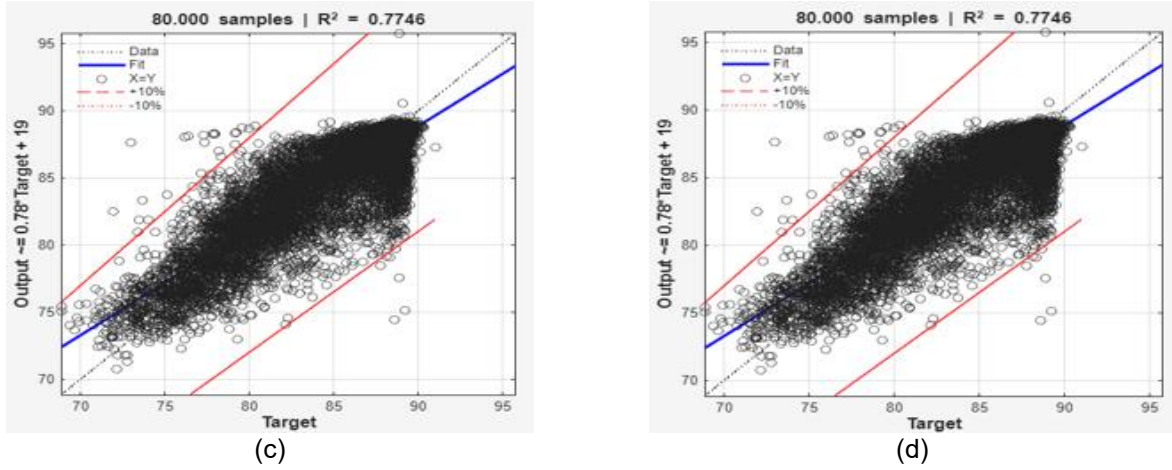 80.000 samples | R² = 0.7746
Data
Fit
X=Y
+10%
-10%
95
90
85
80
75
70
70 75 80 85 90 95
Output ~= 0.78*Target + 19
Target
(c)
80.000 samples | R² = 0.7746
Data
Fit
X=Y
+10%
-10%
95
90
85
80
75
70
70 75 80 85 90 95
Output ~= 0.78*Target + 19
Target
(d)